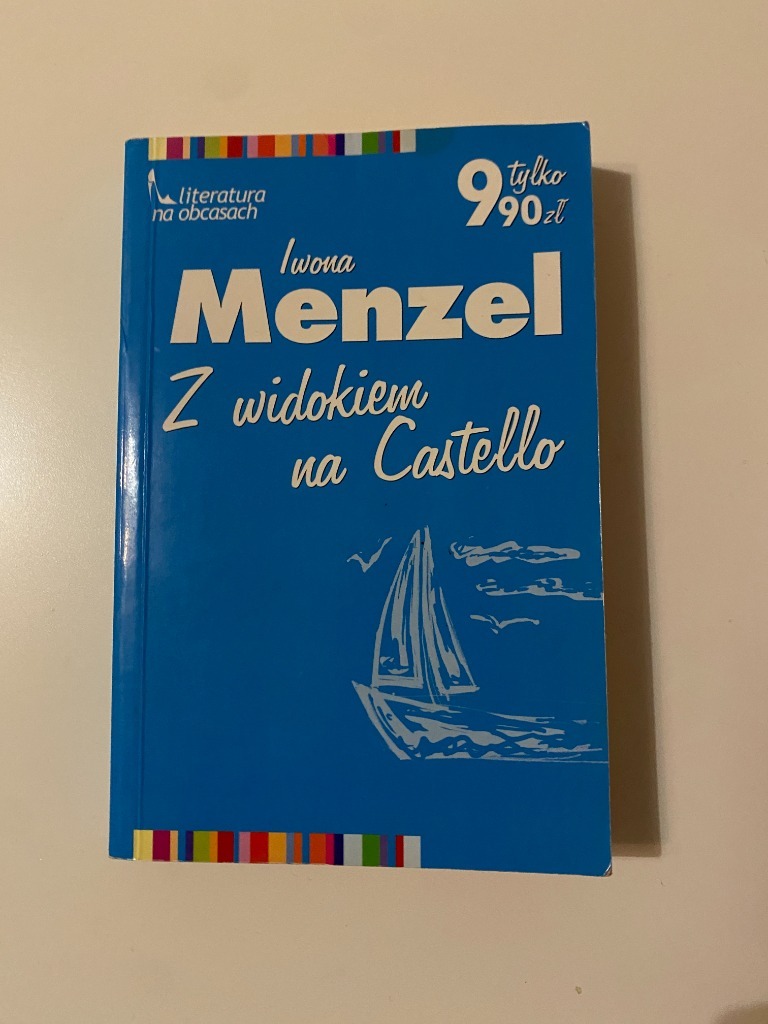 literatura
na obcasach
9 tylko
90 zł
Iwona
Menzel
Z widokiem
na Castello